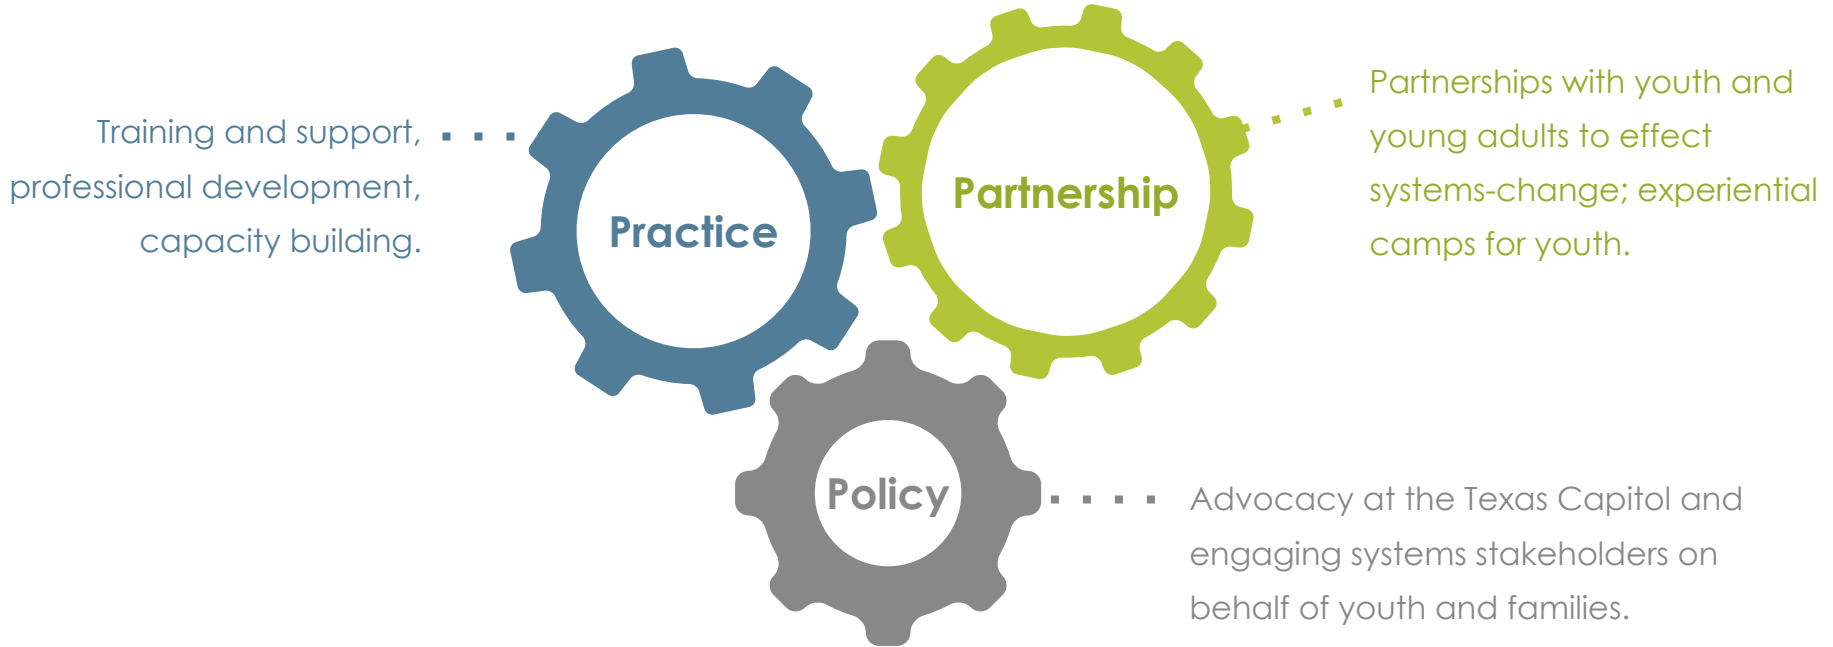 Training and support,
professional development,
capacity building.
Practice
Partnership
Partnerships with youth and
young adults to effect
systems-change; experiential
camps for youth.
Policy
Advocacy at the Texas Capitol and
engaging systems stakeholders on
behalf of youth and families.